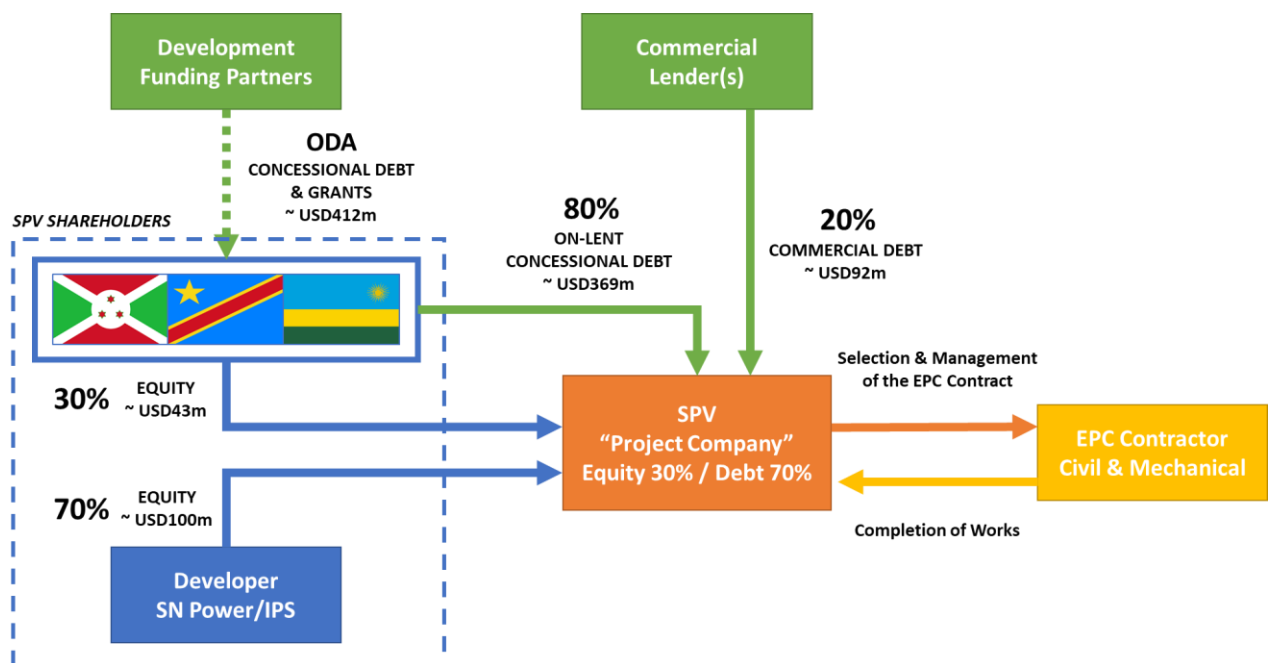 Development
Funding Partners
Commercial
Lender(s)
ODA
CONCESSIONAL DEBT
& GRANTS
~ USD412m
SPV SHAREHOLDERS
80%
ON-LENT
CONCESSIONAL DEBT
~ USD369m
20%
COMMERCIAL DEBT
~ USD92m
30%
EQUITY
~ USD43m
Selection & Management
of the EPC Contract
SPV
“Project Company”
Equity 30% / Debt 70%
EPC Contractor
Civil & Mechanical
70%
EQUITY
~ USD100m
Completion of Works
Developer
SN Power/IPS